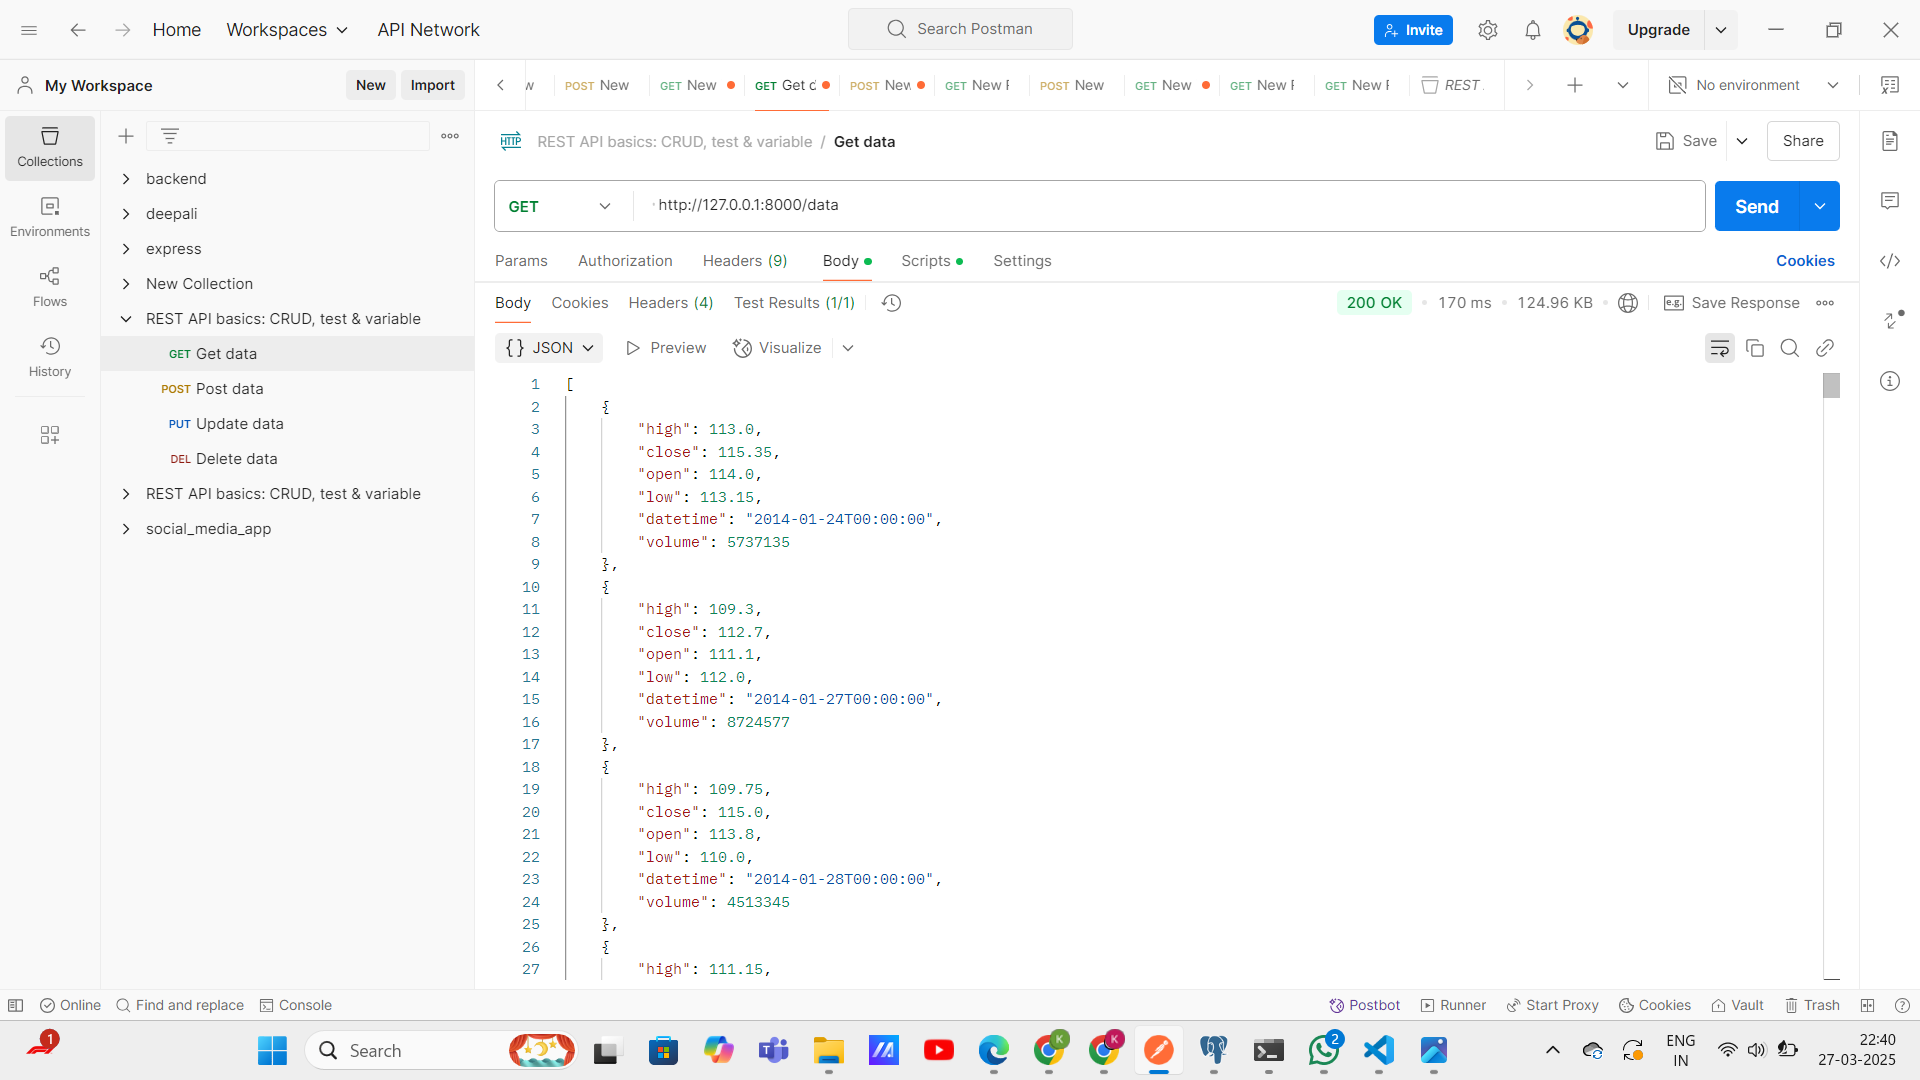 Home
Workspaces
API Network
Search Postman
Invite
Upgrade
My Workspace
New
Import
POST New
GET New
GET Get
POST New
GET New
POST New
GET New
GET New
GET New
REST
No environment
Collections
Environments
Flows
History
backend
deepali
express
New Collection
REST API basics: CRUD, test & variable
GET Get data
POST Post data
PUT Update data
DEL Delete data
REST API basics: CRUD, test & variable
social_media_app
HTTP
REST API basics: CRUD, test & variable / Get data
Save
Share
GET
http://127.0.0.1:8000/data
Send
Params
Authorization
Headers (9)
Body
Scripts
Settings
Cookies
Body
Cookies
Headers (4)
Test Results (1/1)
200 OK
170 ms
124.96 KB
e.g.
Save Response
{} JSON
Preview
Visualize
1 [
2 {
3 "high": 113.0,
4 "close": 115.35,
5 "open": 114.0,
6 "low": 113.15,
7 "datetime": "2014-01-24T00:00:00",
8 "volume": 5737135
9 },
10 {
11 "high": 109.3,
12 "close": 112.7,
13 "open": 111.1,
14 "low": 112.0,
15 "datetime": "2014-01-27T00:00:00",
16 "volume": 8724577
17 },
18 {
19 "high": 109.75,
20 "close": 115.0,
21 "open": 113.8,
22 "low": 110.0,
23 "datetime": "2014-01-28T00:00:00",
24 "volume": 4513345
25 },
26 {
27 "high": 111.15,
Online
Find and replace
Console
Postbot
Runner
Start Proxy
Cookies
Vault
Trash
1
Search
K
K
2
ENG
IN
22:40
27-03-2025